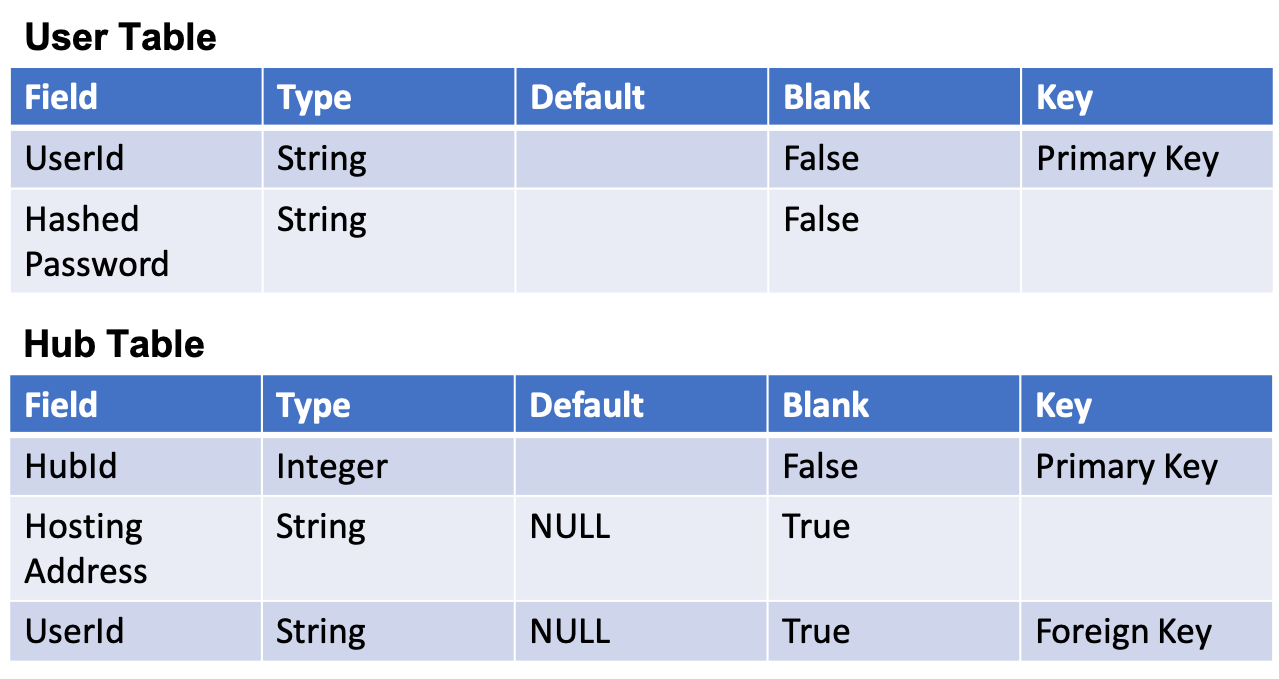 User Table
Field Type Default Blank Key
UserId String False Primary Key
Hashed String False
Password
Hub Table
Field Type Default Blank Key
HubId Integer False Primary Key
Hosting String NULL True
Address
UserId String NULL True Foreign Key